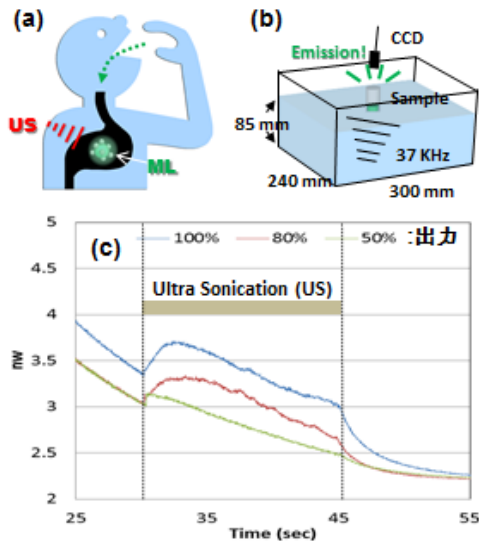 (a)
US
ML
(b)
CCD
Emission!
Sample
85 mm
37 KHz
240 mm
300 mm
(c)
100% 80% 50% :出力
Ultra Sonication (US)
5
4.5
4
3.5
3
2.5
2
nw
25 35 45 55
Time (sec)